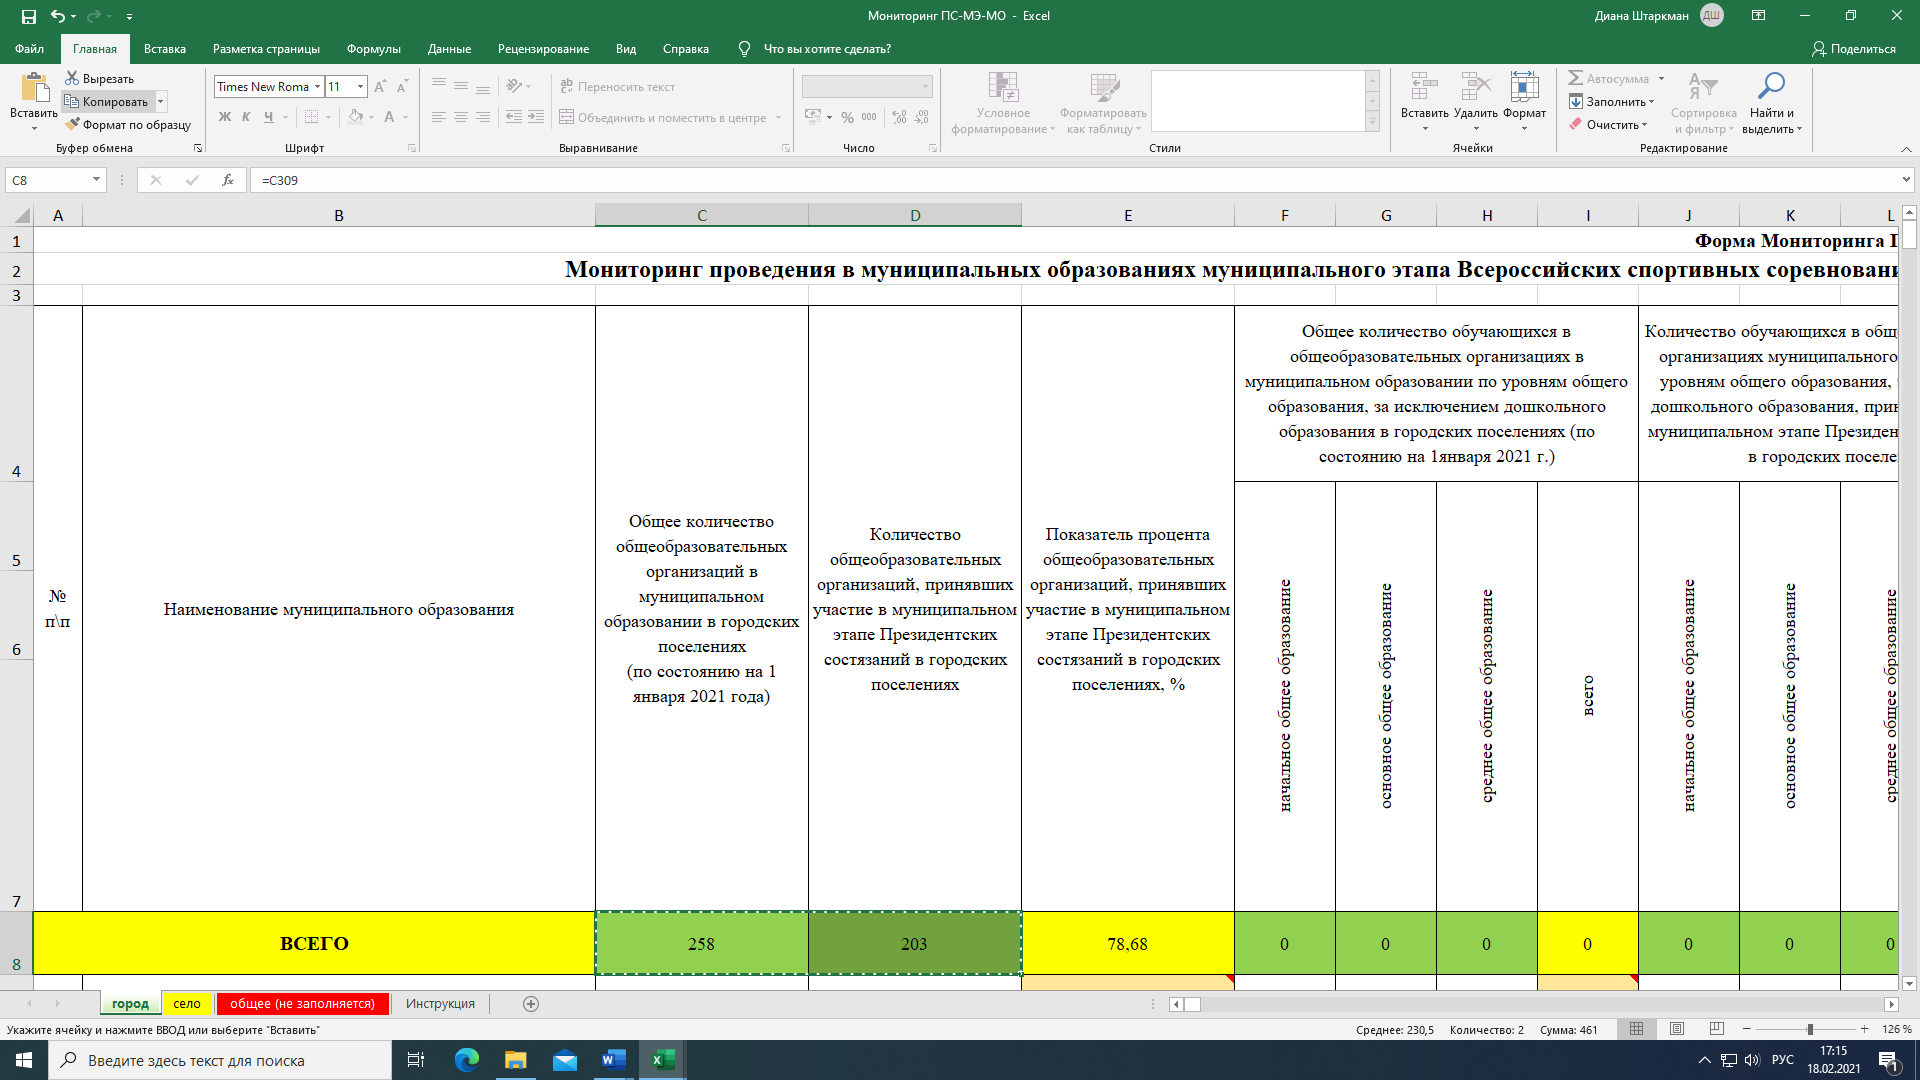 Мониторинг ПС-МЭ-МО - Excel
Диана Штаркман
ДШ
Файл
Главная
Вставка
Разметка страницы
Формулы
Данные
Рецензирование
Вид
Справка
Что вы хотите сделать?
Поделиться
Вставить
Вырезать
Копировать
Формат по образцу
Буфер обмена
Times New Roma
11
Ж К Ч
Шрифт
Переносить текст
Объединить и поместить в центре
Выравнивание
% 000
Число
Условное
форматирование
Форматировать
как таблицу
Стили
Вставить
Удалить
Формат
Ячейки
Автосумма
Заполнить
Очистить
Сортировка
и фильтр
Найти и
выделить
Редактирование
C8
fx
=C309
A B C D E F G H I J K L
1
Форма Мониторинга
2
Мониторинг проведения в муниципальных образованиях муниципального этапа Всероссийских спортивных
3
4
5
6
7
№
п\п
Наименование муниципального образования
Общее количество
общеобразовательных
организаций в
муниципальном
образовании в городских
поселениях
(по состоянию на 1
января 2021 года)
Количество
общеобразовательных
организаций, принявших
участие в муниципальном
этапе Президентских
состязаний в городских
поселениях
Показатель процента
общеобразовательных
организаций, принявших
участие в муниципальном
этапе Президентских
состязаний в городских
поселениях, %
Общее количество обучающихся в
общеобразовательных организациях в
муниципальном образовании по уровням общего
образования, за исключением дошкольного
образования в городских поселениях (по
состоянию на 1января 2021 г.)
Количество обучающихся в
организациях муниципального
уровням общего образования,
дошкольного образования,
муниципальном этапе
в городских
начальное общее образование
основное общее образование
среднее общее образование
всего
начальное общее образование
основное общее образование
среднее общее образование
8
ВСЕГО
258
203
78,68
0
0
0
0
0
0
0
город
село
общее (не заполняется)
Инструкция
Укажите ячейку и нажмите ВВОД или выберите "Вставить"
Среднее: 230,5
Количество: 2
Сумма: 461
126 %
Введите здесь текст для поиска
РУС
17:15
18.02.2021
1